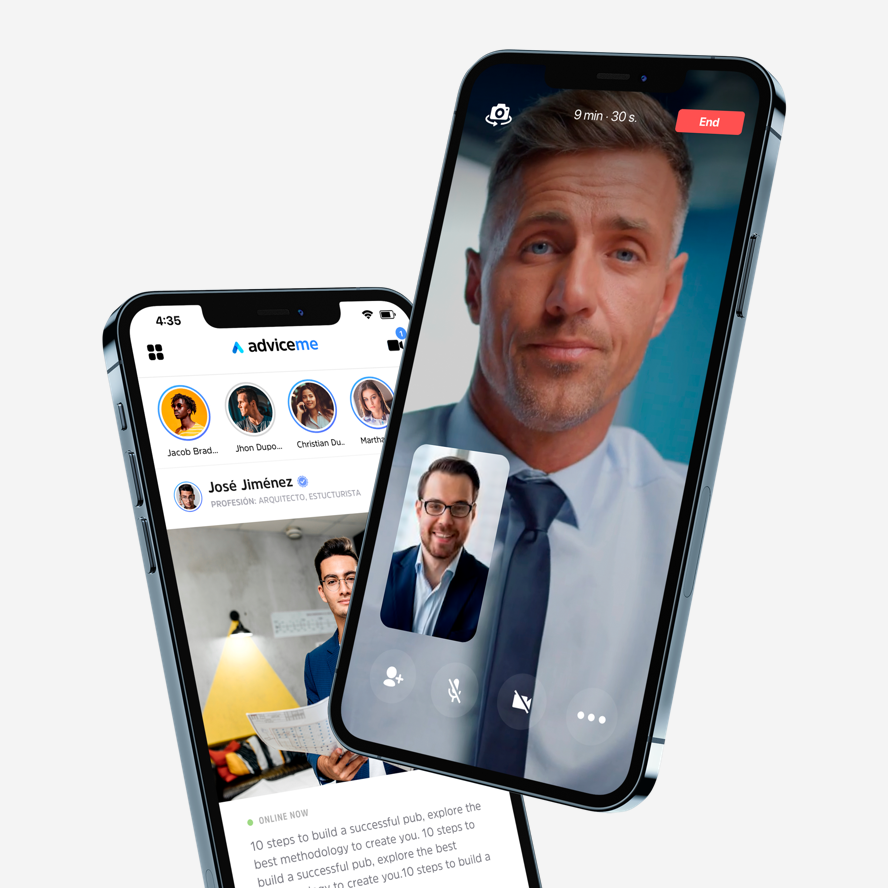 9 min · 30 s.
End
4:35
adviceme
1
Jacob Brad...
Jhon Dupo...
Christian Du..
Martha
José Jiménez
PROFESIÓN: ARQUITECTO, ESTUCTURISTA
ONLINE NOW
10 steps to build a successful pub, explore the
best methodology to create you. 10 steps to
build a successful pub, explore the best
to create you.10 steps to build a